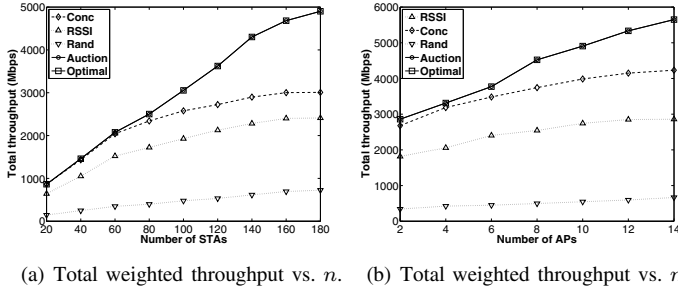 Total throughput (Mbps)
5000
4000
3000
2000
1000
0
Conc
RSSI
Rand
Auction
Optimal
20 40 60 80 100 120 140 160 180
Number of STAs
(a) Total weighted throughput vs. n.
Total throughput (Mbps)
6000
5000
4000
3000
2000
1000
0
RSSI
Conc
Rand
Auction
Optimal
2 4 6 8 10 12 14
Number of APs
(b) Total weighted throughput vs.